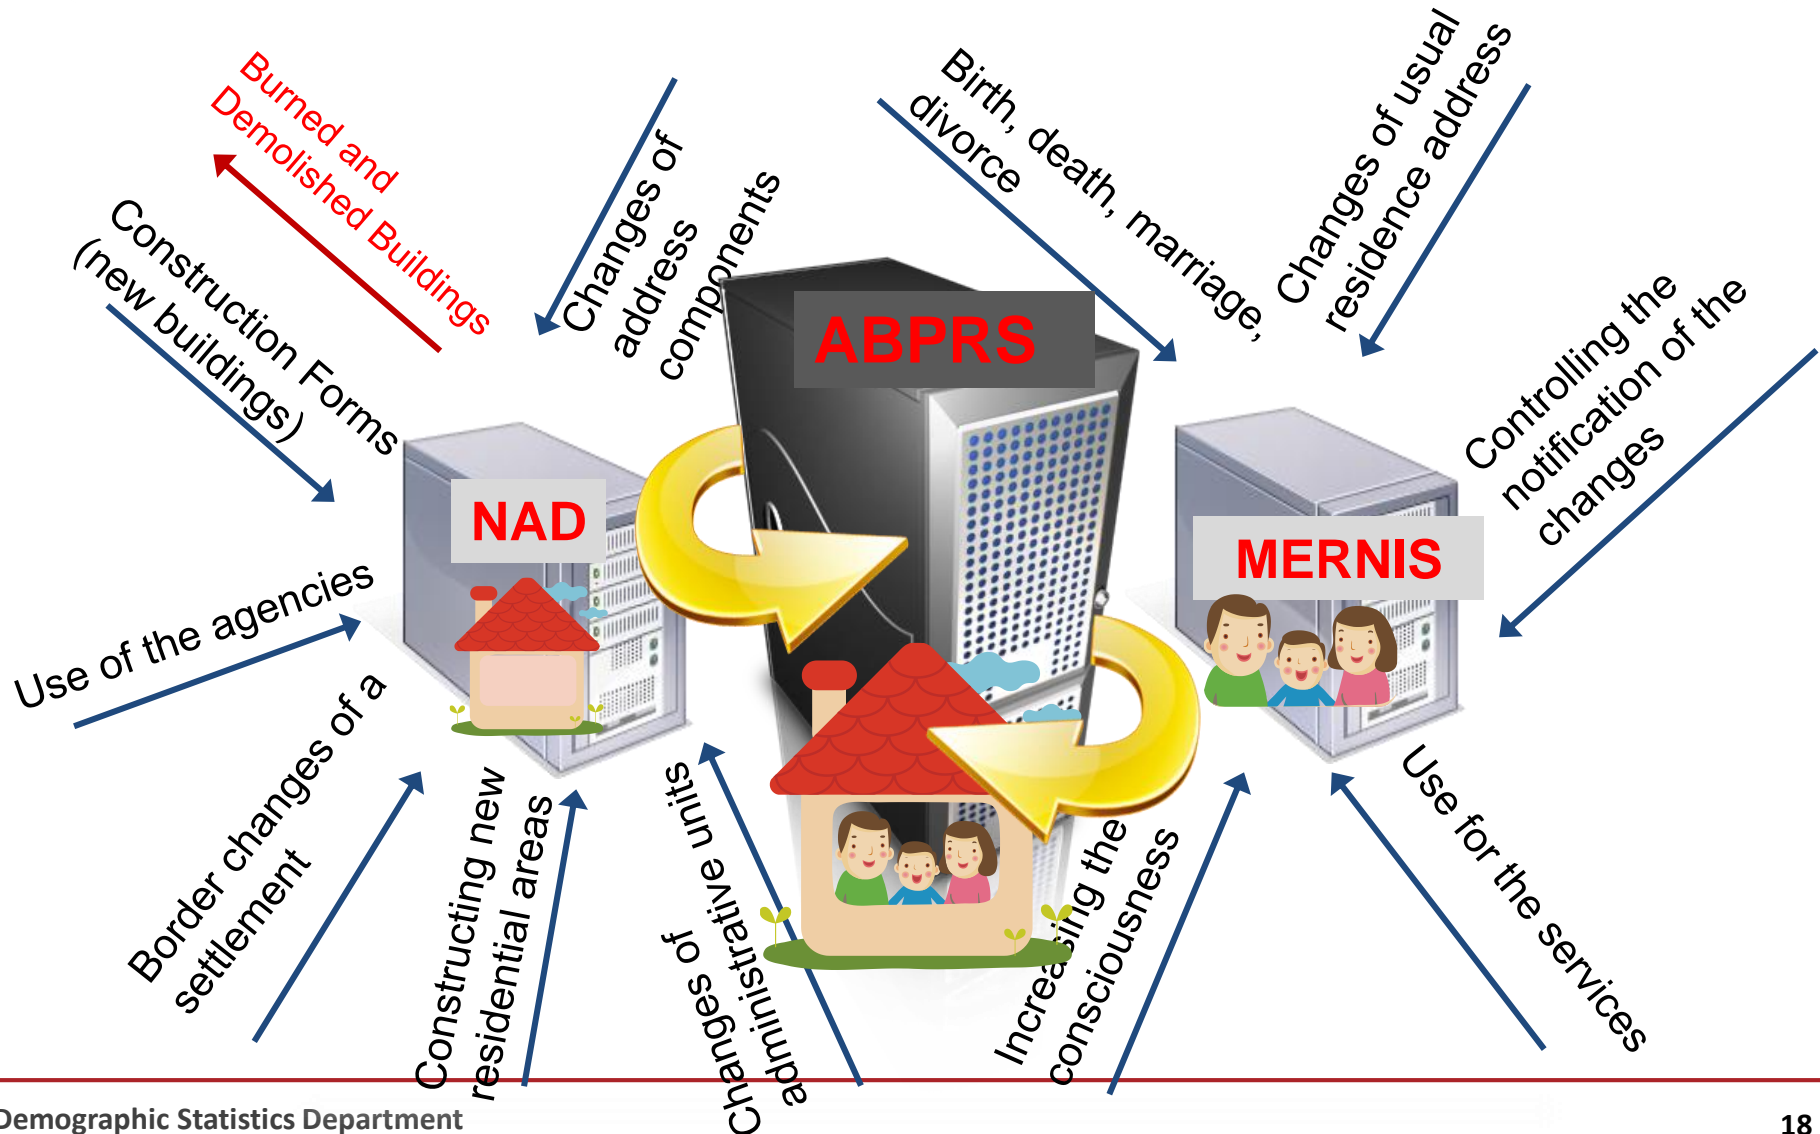 Burned and
Demolished Buildings
Construction Forms
(new buildings)
Changes of
address
components
Birth, death, marriage,
divorce
Changes of usual
residence address
Controlling the
notification of the
changes
ABPRS
NAD
MERNIS
Use of the agencies
Border changes of a
settlement
Constructing new
residential areas
Changes of
administrative units
Increasing the
consciousness
Use for the services
Demographic Statistics Department
18